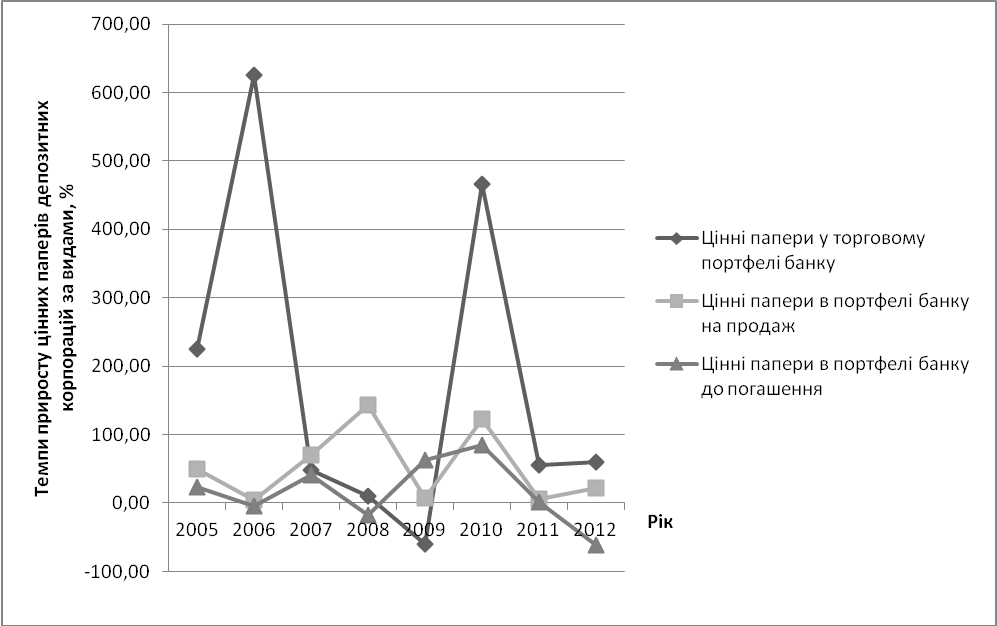 Темпи приросту цінних паперів депозитних
корпорацій за видами, %
700,00
600,00
500,00
400,00
300,00
200,00
100,00
0,00
-100,00
2005 2006 2007 2008 2009 2010 2011 2012
Рік
Цінні папери у торговому
портфелі банку
Цінні папери в портфелі банку
на продаж
Цінні папери в портфелі банку
до погашення